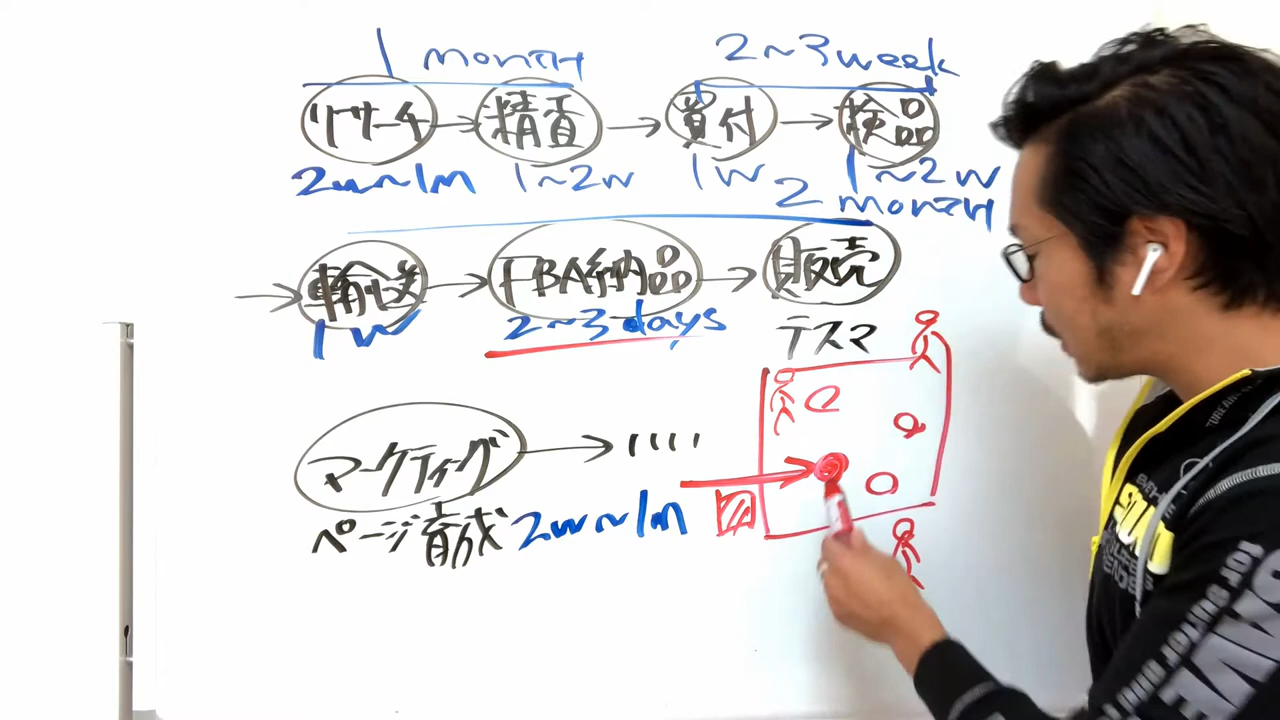 1 month 2~3week
リサーチ → 精査 → 買付 → 検品
2w~1m 1~2w 1w 1~2w
2 month
→ 輸送 → FBA納品 → 販売
1w 2~3days テスマ
マーケティング → ....
ページ育成 2w~1m